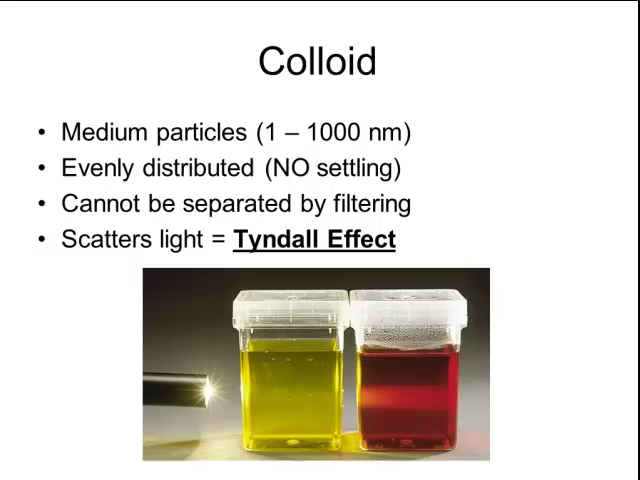 Colloid
• Medium particles (1 – 1000 nm)
• Evenly distributed (NO settling)
• Cannot be separated by filtering
• Scatters light = Tyndall Effect